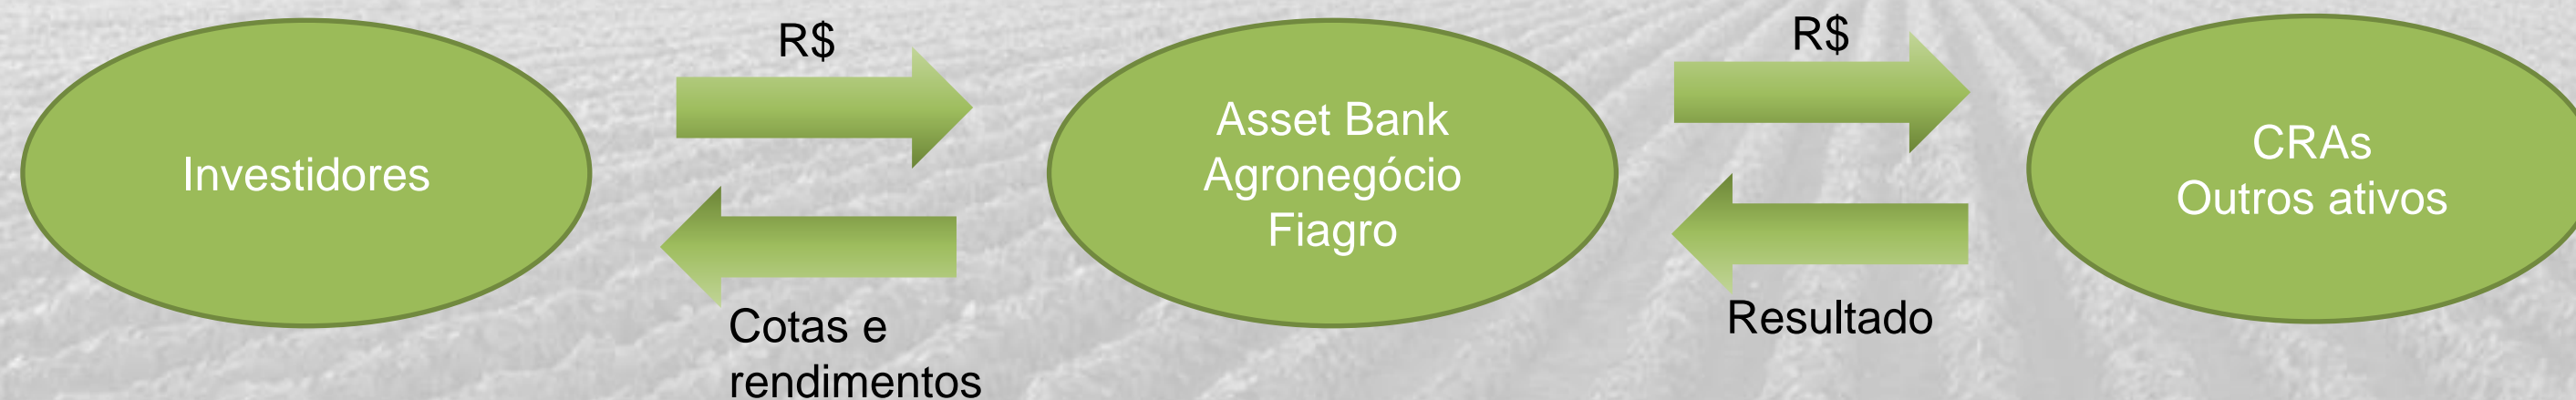 Investidores
R$
Cotas e
rendimentos
Asset Bank
Agronegócio
Fiagro
R$
Resultado
CRAs
Outros ativos